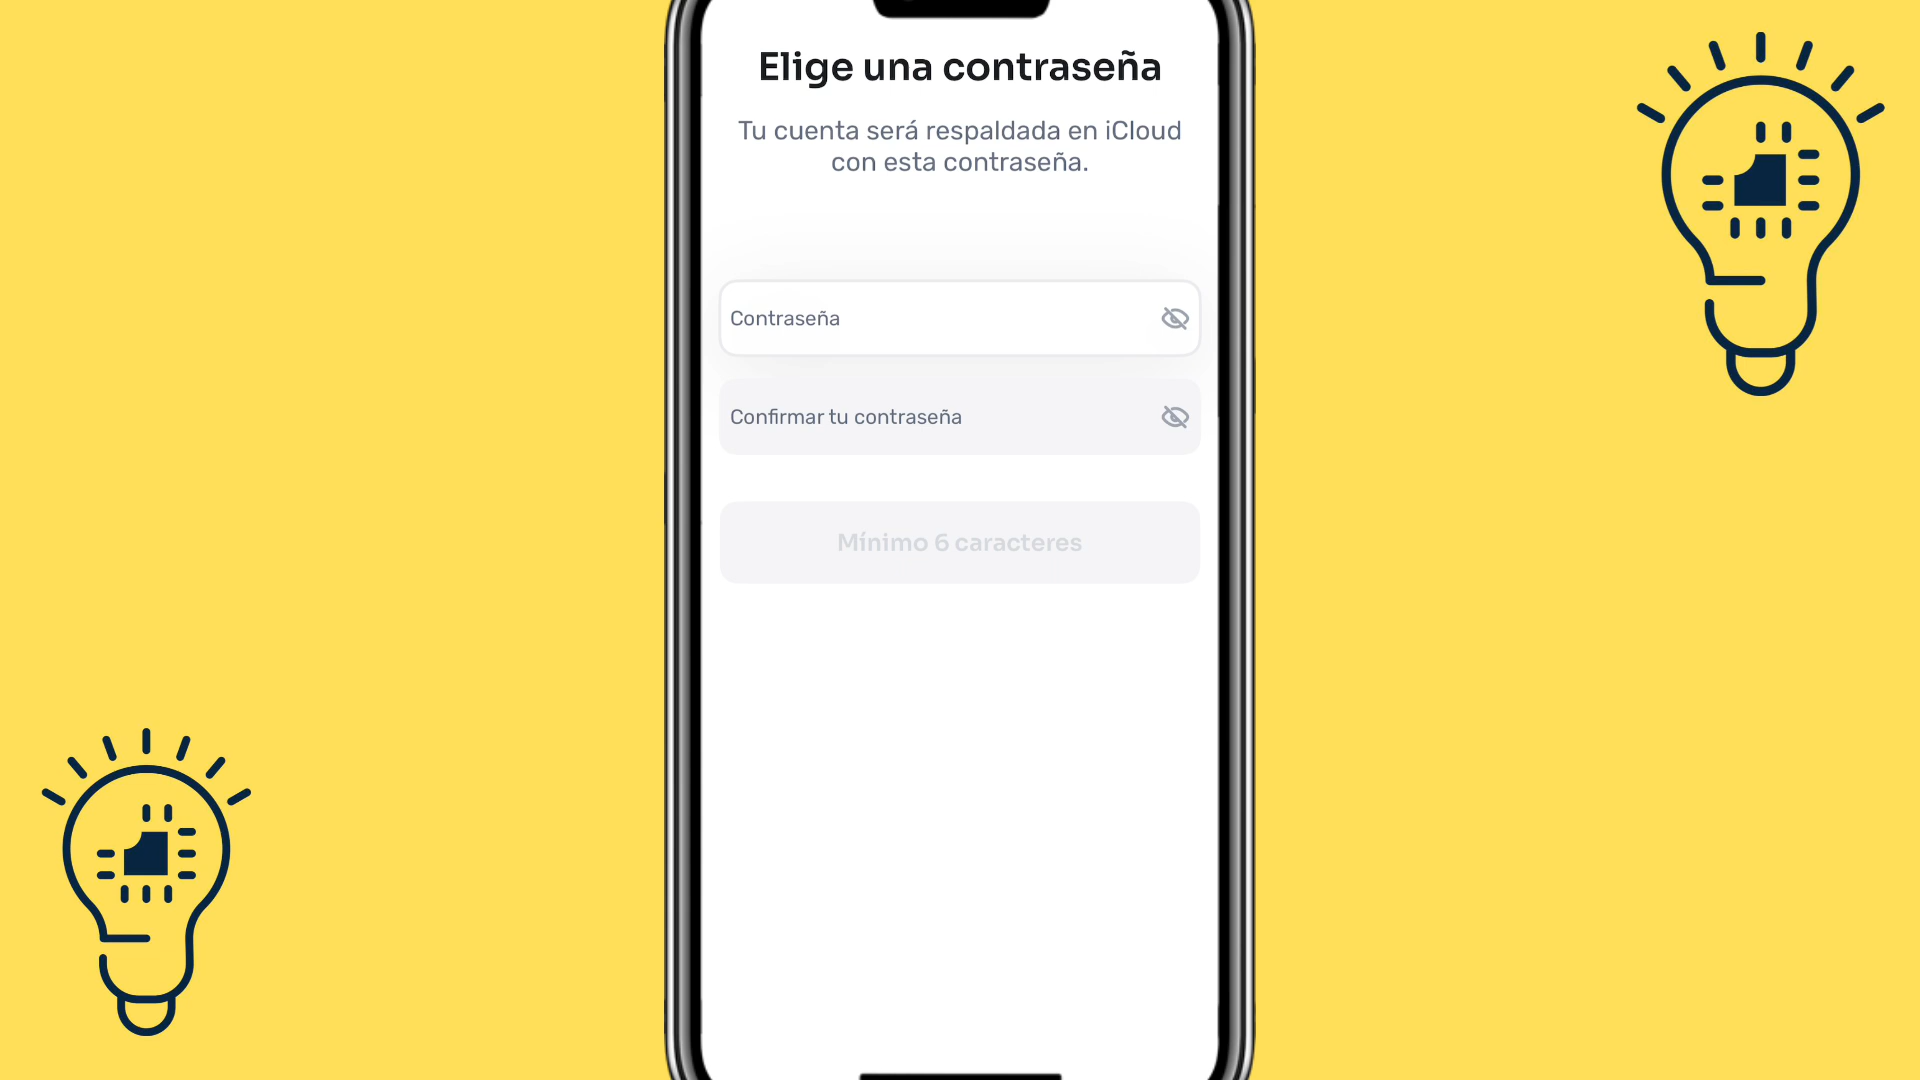 Elige una contraseña
Tu cuenta será respaldada en iCloud
con esta contraseña.
Contraseña
Confirmar tu contraseña
Mínimo 6 caracteres